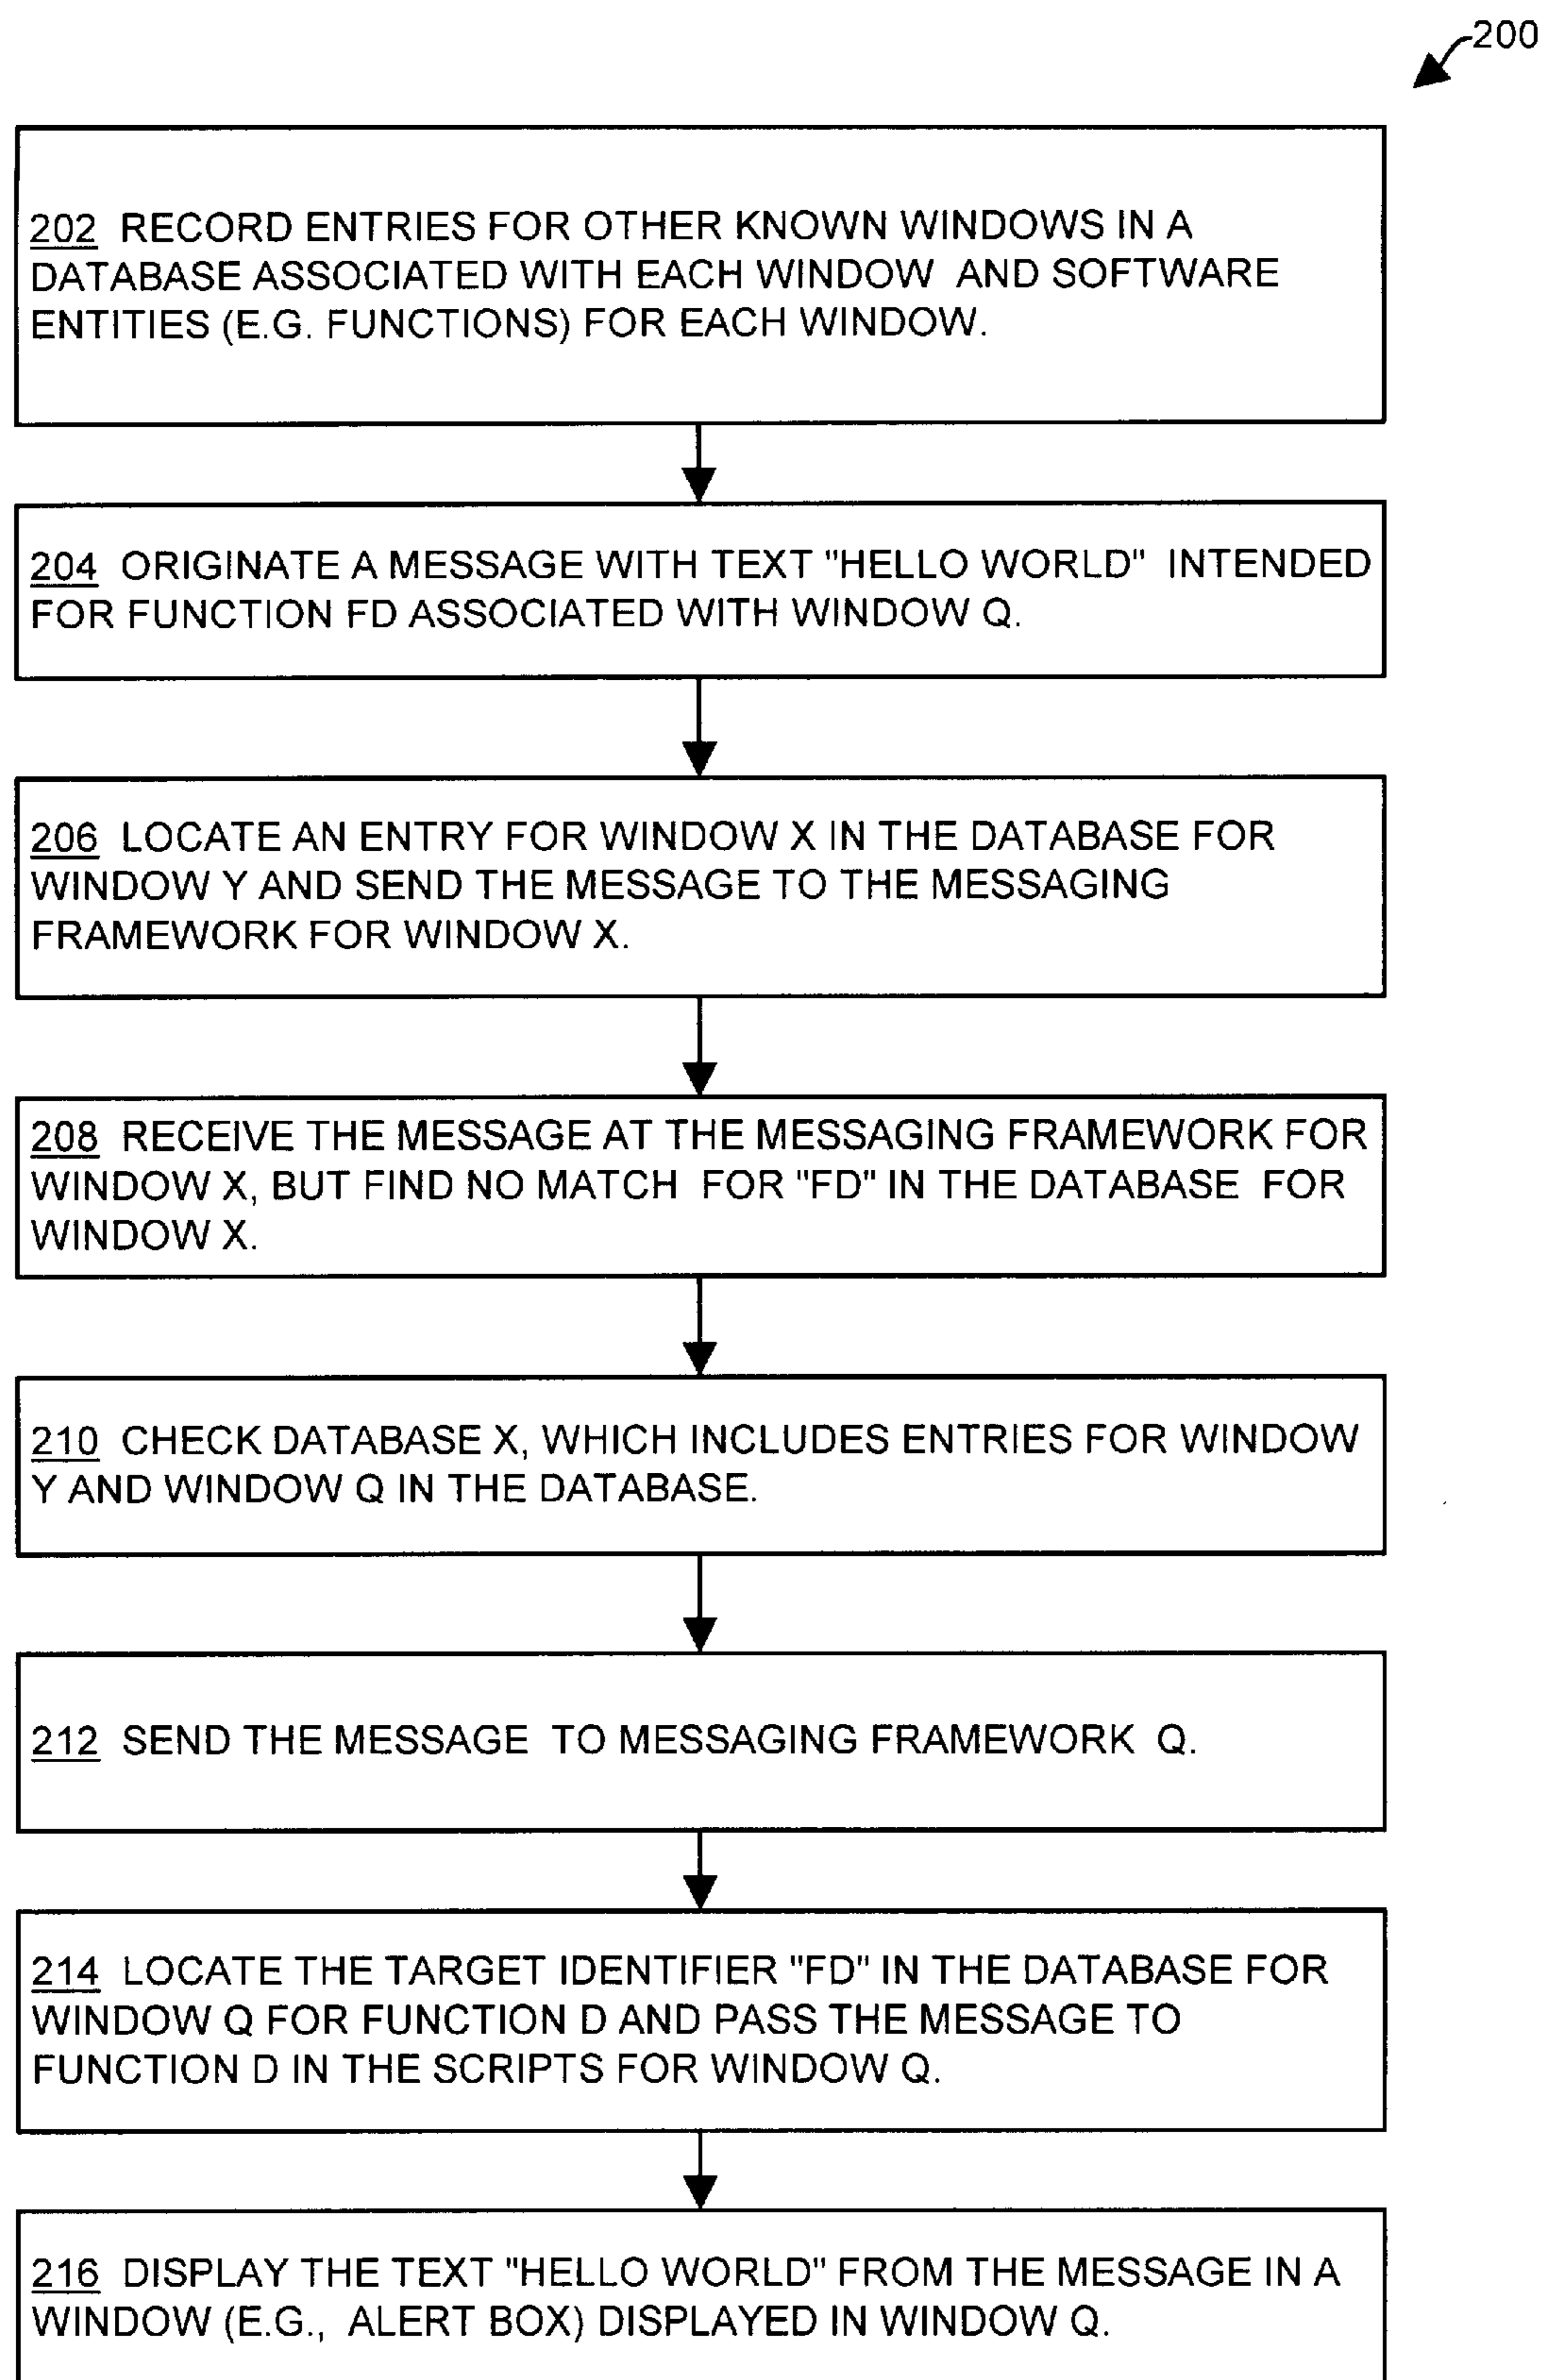 200
202 RECORD ENTRIES FOR OTHER KNOWN WINDOWS IN A
DATABASE ASSOCIATED WITH EACH WINDOW AND SOFTWARE
ENTITIES (E.G. FUNCTIONS) FOR EACH WINDOW.
204 ORIGINATE A MESSAGE WITH TEXT "HELLO WORLD" INTENDED
FOR FUNCTION FD ASSOCIATED WITH WINDOW Q.
206 LOCATE AN ENTRY FOR WINDOW X IN THE DATABASE FOR
WINDOW Y AND SEND THE MESSAGE TO THE MESSAGING
FRAMEWORK FOR WINDOW X.
208 RECEIVE THE MESSAGE AT THE MESSAGING FRAMEWORK FOR
WINDOW X, BUT FIND NO MATCH FOR "FD" IN THE DATABASE FOR
WINDOW X.
210 CHECK DATABASE X, WHICH INCLUDES ENTRIES FOR WINDOW
Y AND WINDOW Q IN THE DATABASE.
212 SEND THE MESSAGE TO MESSAGING FRAMEWORK Q.
214 LOCATE THE TARGET IDENTIFIER "FD" IN THE DATABASE FOR
WINDOW Q FOR FUNCTION D AND PASS THE MESSAGE TO
FUNCTION D IN THE SCRIPTS FOR WINDOW Q.
216 DISPLAY THE TEXT "HELLO WORLD" FROM THE MESSAGE IN A
WINDOW (E.G., ALERT BOX) DISPLAYED IN WINDOW Q.